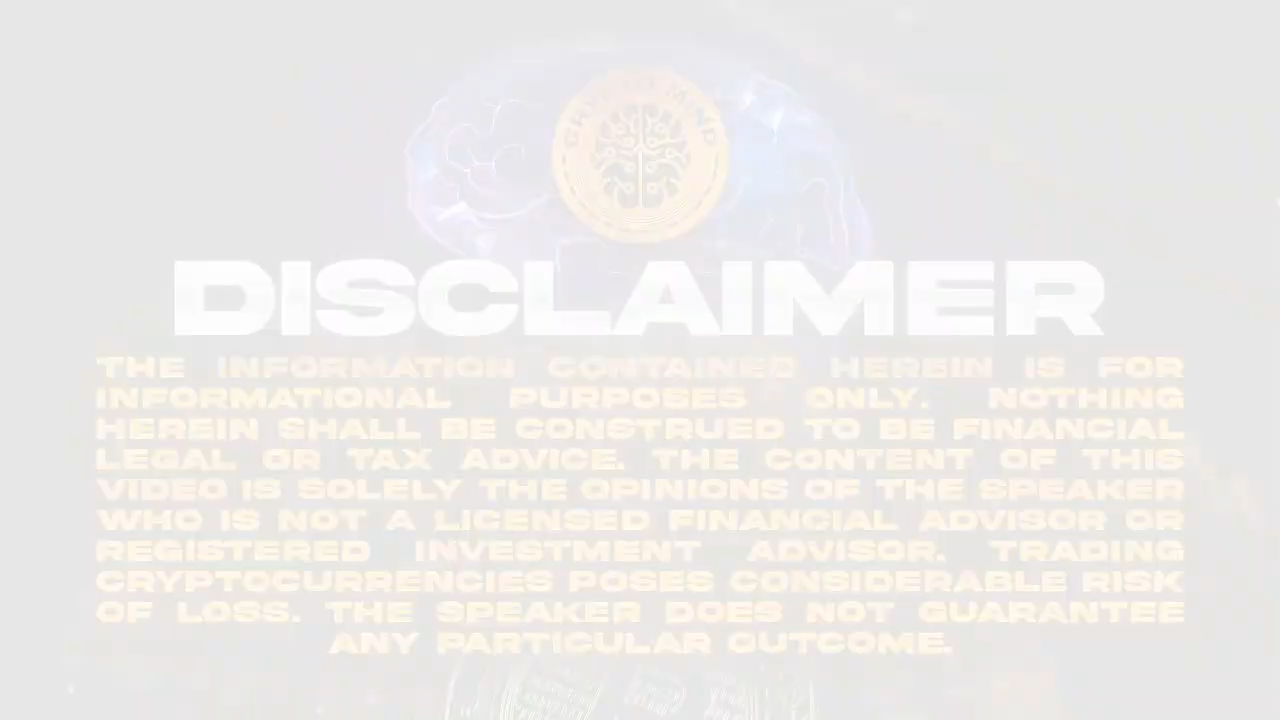 CRYPTO MIND
DISCLAIMER
THE INFORMATION CONTAINED HEREIN IS FOR
INFORMATIONAL PURPOSES ONLY. NOTHING
HEREIN SHALL BE CONSTRUED TO BE FINANCIAL
LEGAL OR TAX ADVICE. THE CONTENT OF THIS
VIDEO IS SOLELY THE OPINIONS OF THE SPEAKER
WHO IS NOT A LICENSED FINANCIAL ADVISOR OR
REGISTERED INVESTMENT ADVISOR. TRADING
CRYPTOCURRENCIES POSES CONSIDERABLE RISK
OF LOSS. THE SPEAKER DOES NOT GUARANTEE
ANY PARTICULAR OUTCOME.